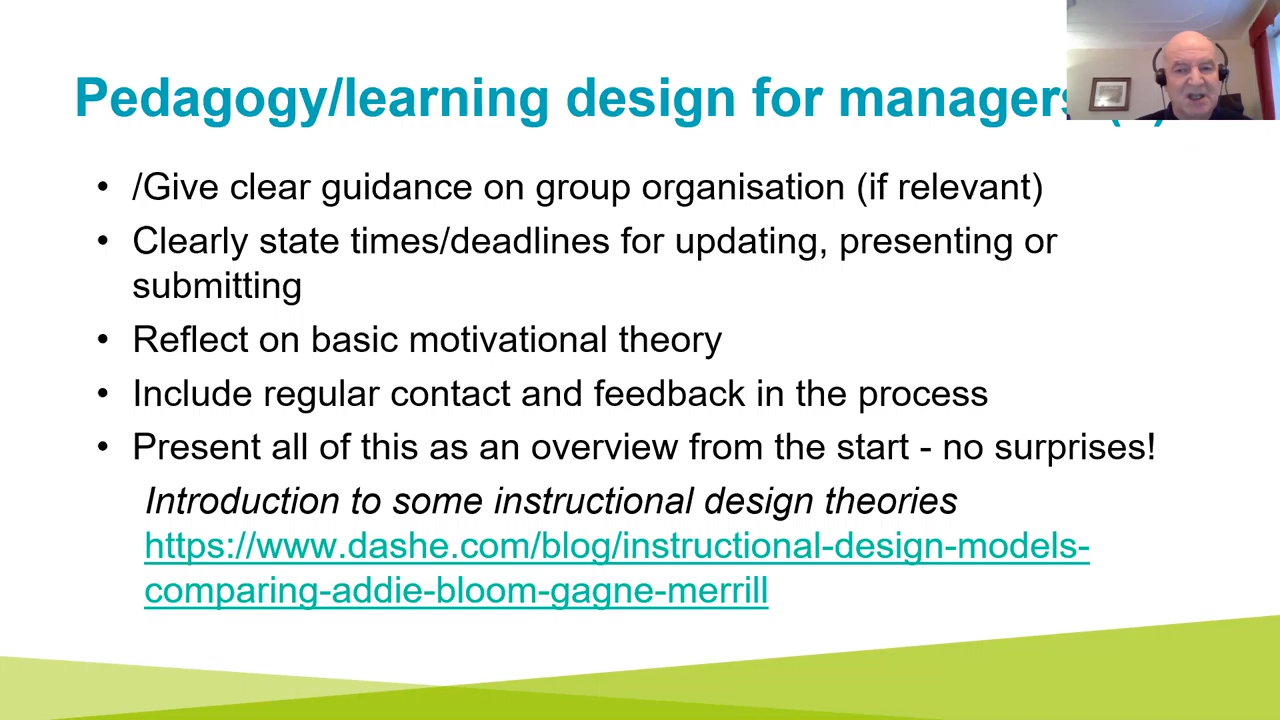 Pedagogy/learning design for managers
• /Give clear guidance on group organisation (if relevant)
• Clearly state times/deadlines for updating, presenting or
submitting
• Reflect on basic motivational theory
• Include regular contact and feedback in the process
• Present all of this as an overview from the start - no surprises!
Introduction to some instructional design theories
https://www.dashe.com/blog/instructional-design-models-
comparing-addie-bloom-gagne-merrill